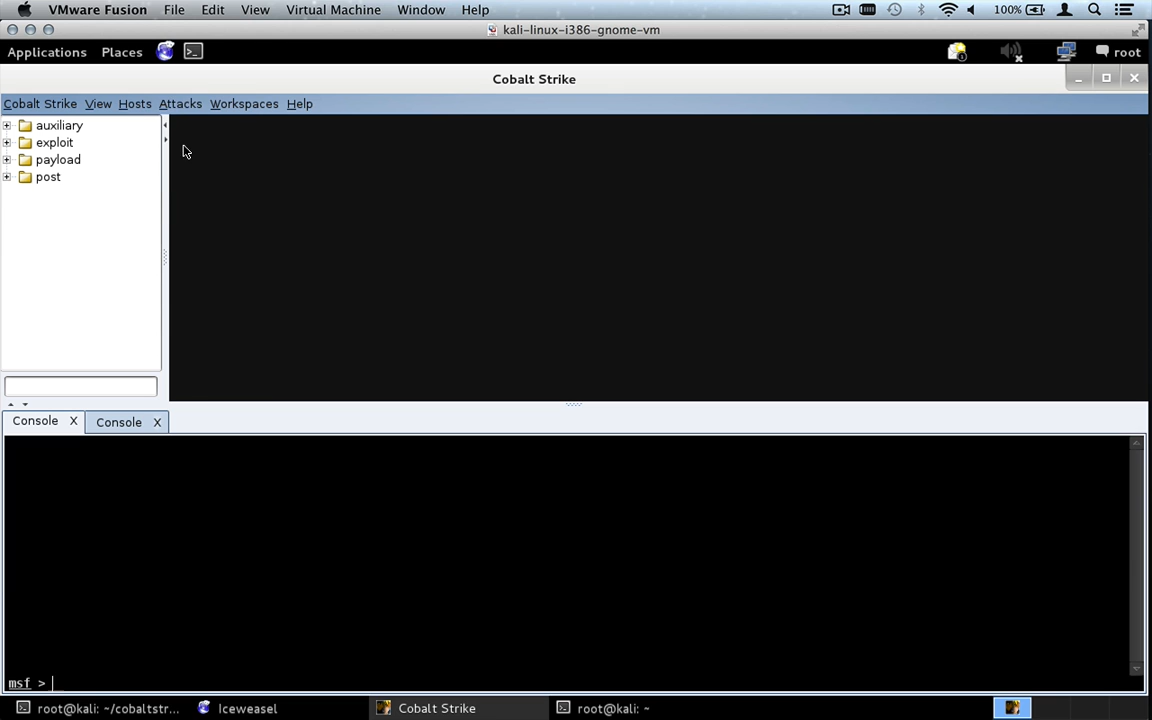 VMware Fusion File Edit View Virtual Machine Window Help 100%
kali-linux-i386-gnome-vm
Applications Places root
Cobalt Strike
Cobalt Strike View Hosts Attacks Workspaces Help
auxiliary
exploit
payload
post
Console X Console X
msf >
root@kali: ~/cobaltstr... Iceweasel Cobalt Strike root@kali: ~